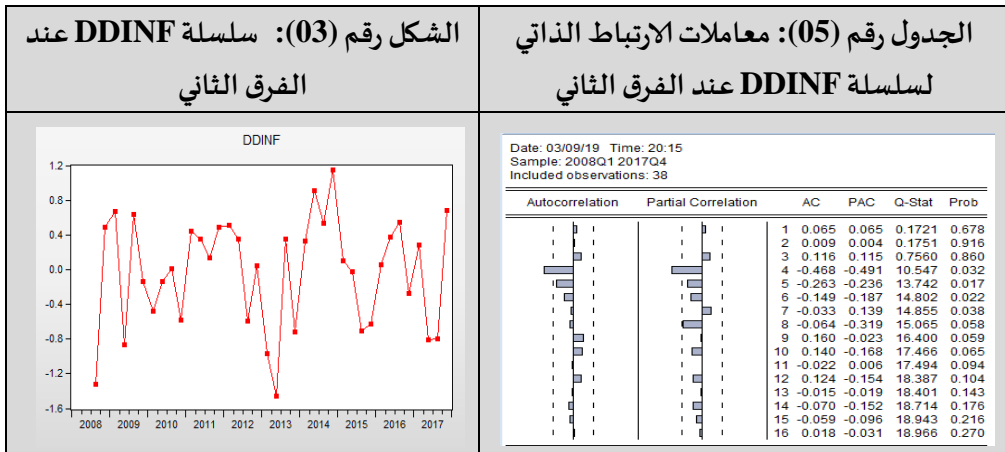 الجدول رقم (05): معاملات الارتباط الذاتي
لسلسلة DDINF عند الفرق الثاني
الشكل رقم (03): سلسلة DDINF عند
الفرق الثاني
Date: 03/09/19 Time: 20:15
Sample: 2008Q1 2017Q4
Included observations: 38
Autocorrelation Partial Correlation AC PAC Q-Stat Prob
1 0.065 0.065 0.1721 0.678
2 0.009 0.004 0.1751 0.916
3 0.116 0.115 0.7560 0.860
4 -0.468 -0.491 10.547 0.032
5 -0.263 -0.236 13.742 0.017
6 -0.149 -0.187 14.802 0.022
7 -0.033 0.139 14.855 0.038
8 -0.064 -0.319 15.065 0.058
9 0.160 -0.023 16.400 0.059
10 0.140 -0.168 17.466 0.065
11 -0.022 0.006 17.494 0.094
12 0.124 -0.154 18.387 0.104
13 -0.015 -0.019 18.401 0.143
14 -0.070 -0.152 18.714 0.176
15 -0.059 -0.096 18.943 0.216
16 0.018 -0.031 18.966 0.270
DDINF
1.2
0.8
0.4
0.0
-0.4
-0.8
-1.2
-1.6
2008 2009 2010 2011 2012 2013 2014 2015 2016 2017